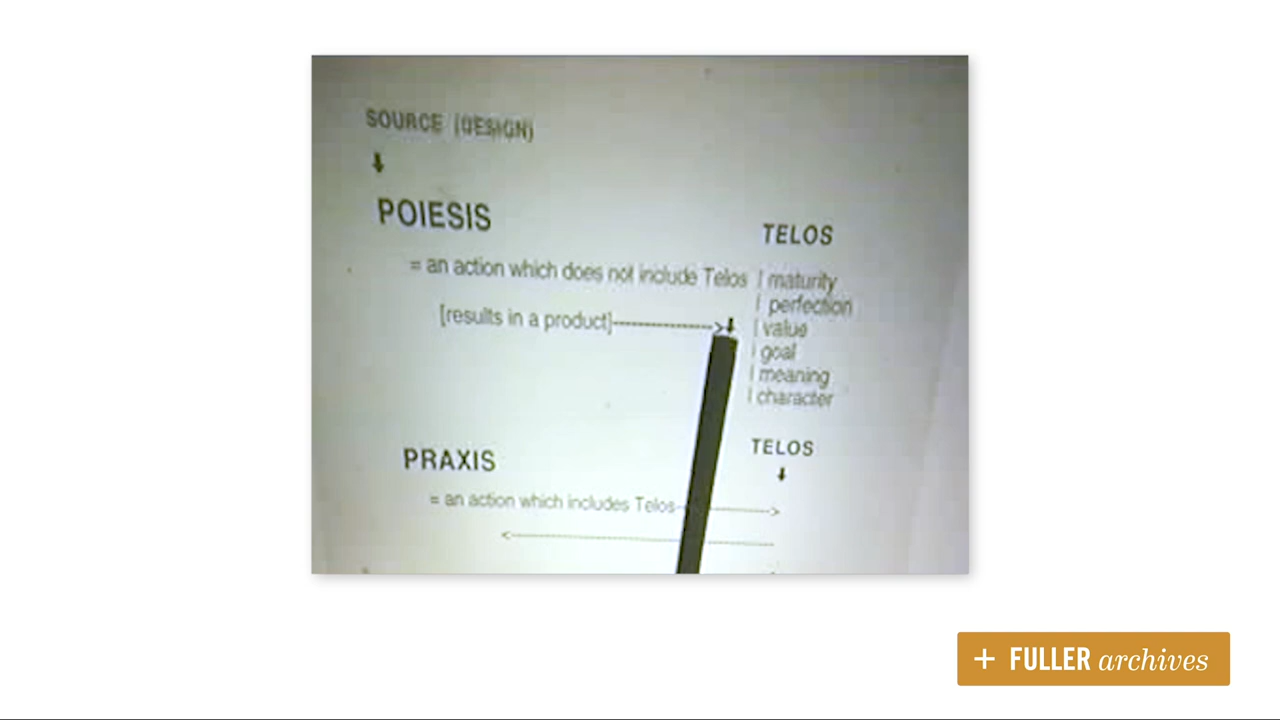 SOURCE (DESIGN)
POIESIS
TELOS
= an action which does not include Telos | maturity
| perfection
[results in a product]--------------->
| value
| goal
| meaning
| character
PRAXIS
TELOS
= an action which includes Telos-------------->
<--------------------------
+ FULLER archives